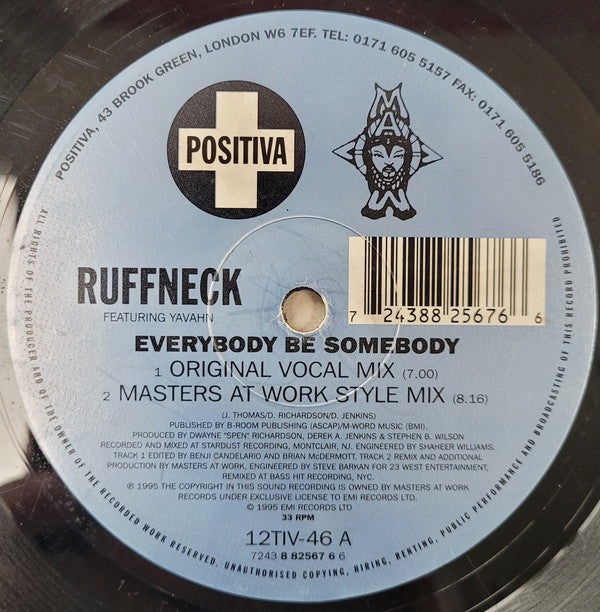 POSITIVA, 43 BROOK GREEN, LONDON W6 7EF. TEL: 0171 605 5157 FAX: 0171 605 5186
POSITIVA
MAW
RUFFNECK
FEATURING YAVAHN
7 24388 25676 6
EVERYBODY BE SOMEBODY
1 ORIGINAL VOCAL MIX (7.00)
2 MASTERS AT WORK STYLE MIX (8.16)
(J. THOMAS/D. RICHARDSON/D. JENKINS)
PUBLISHED BY B-ROOM PUBLISHING (ASCAP)/M-WORD MUSIC (BMI).
PRODUCED BY DWAYNE "SPEN" RICHARDSON, DEREK A. JENKINS & STEPHEN B. WILSON
RECORDED AND MIXED AT STARDUST RECORDING, MONTCLAIR, NJ. ENGINEERED BY SHAHEER WILLIAMS.
TRACK 1 EDITED BY BENJI CANDELARIO AND BRIAN McDERMOTT. TRACK 2 REMIX AND ADDITIONAL
PRODUCTION BY MASTERS AT WORK, ENGINEERED BY STEVE BARKAN FOR 23 WEST ENTERTAINMENT,
REMIXED AT BASS HIT RECORDING, NYC.
℗ 1995 THE COPYRIGHT IN THIS SOUND RECORDING IS OWNED BY MASTERS AT WORK
RECORDS UNDER EXCLUSIVE LICENSE TO EMI RECORDS LTD.
© 1995 EMI RECORDS LTD
33 RPM
12TIV-46 A
7243 8 82567 6 6
ALL RIGHTS OF THE PRODUCER AND OF THE OWNER OF THE RECORDED WORK RESERVED. UNAUTHORISED COPYING, HIRING, RENTING, PUBLIC PERFORMANCE AND BROADCASTING OF THIS RECORD PROHIBITED